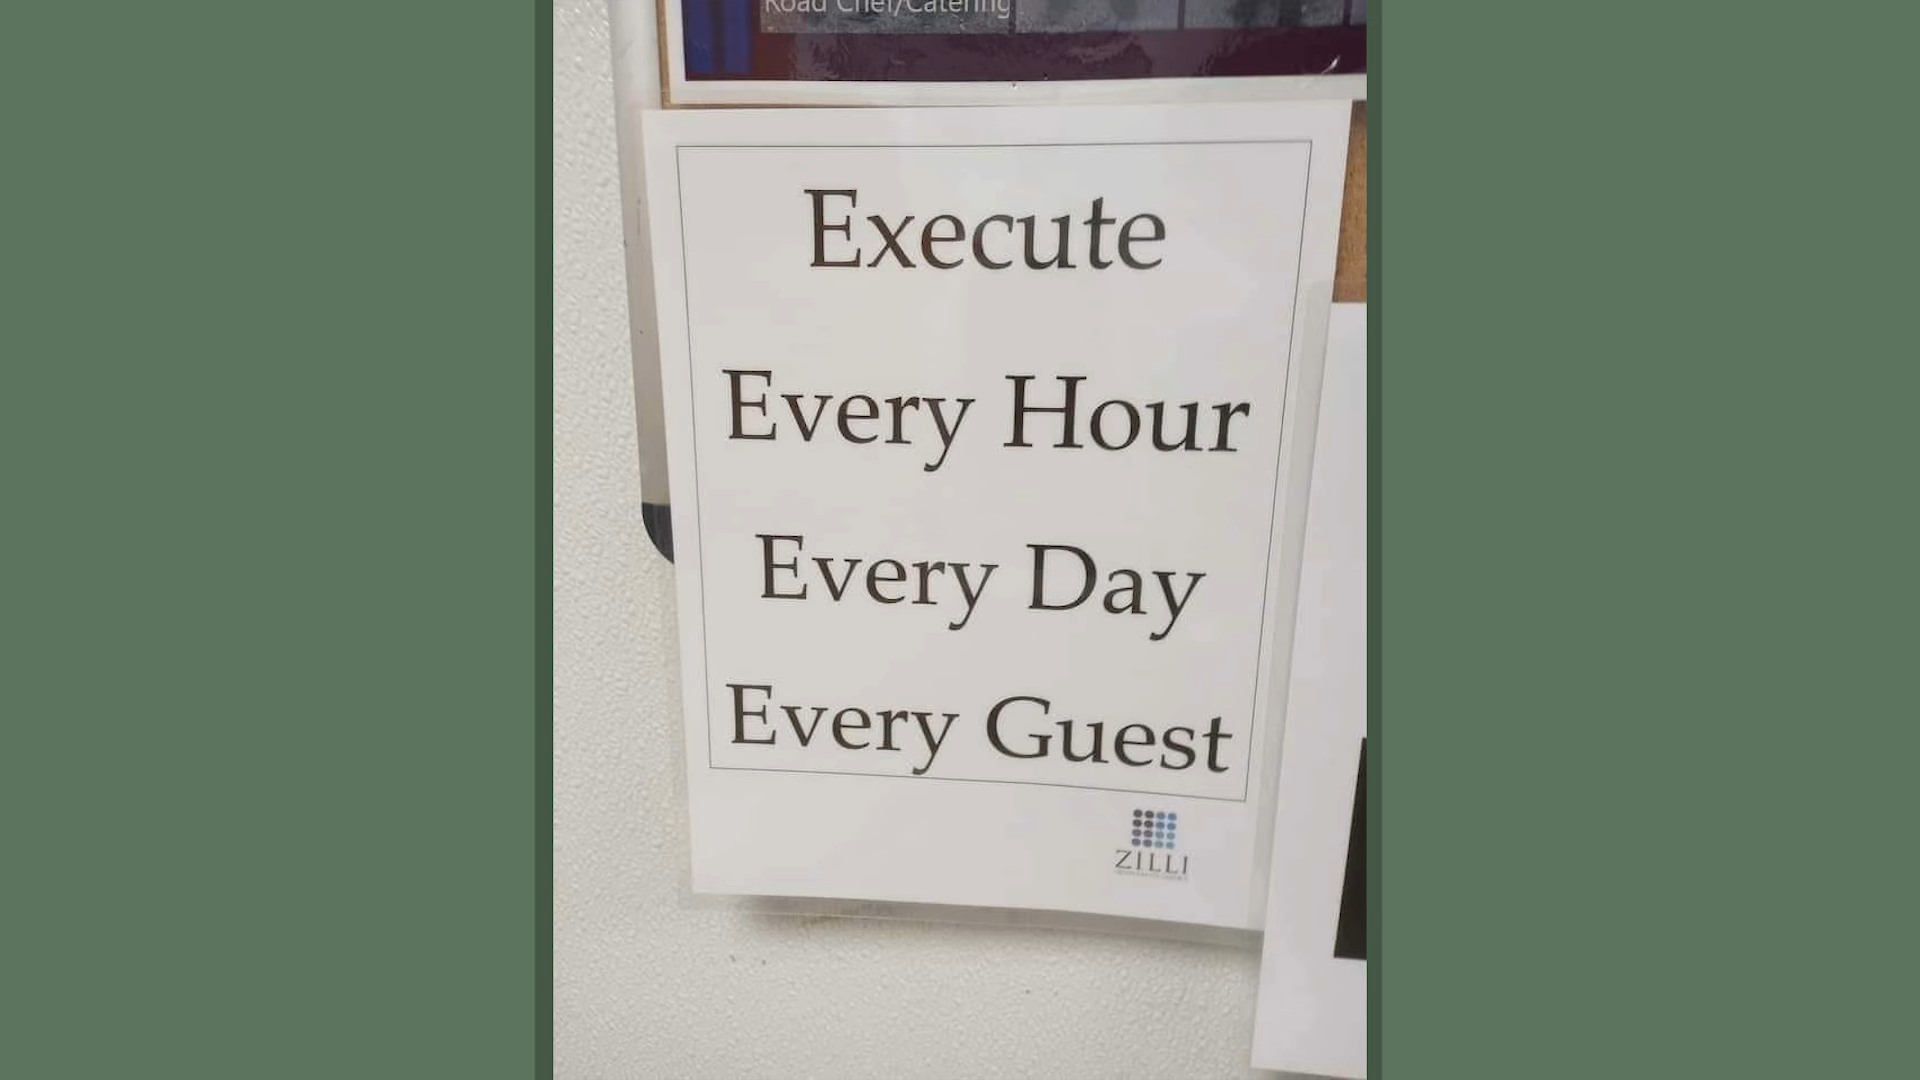 Road Chef/Catering
Execute
Every Hour
Every Day
Every Guest
ZILLI